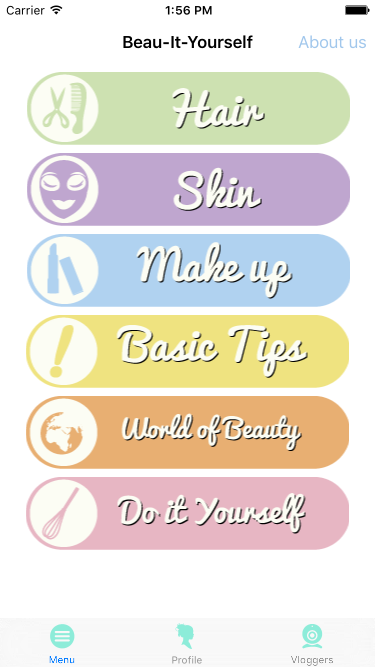 Carrier 1:56 PM
Beau-It-Yourself About us
Hair
Skin
Make up
Basic Tips
World of Beauty
Do it Yourself
Menu Profile Vloggers